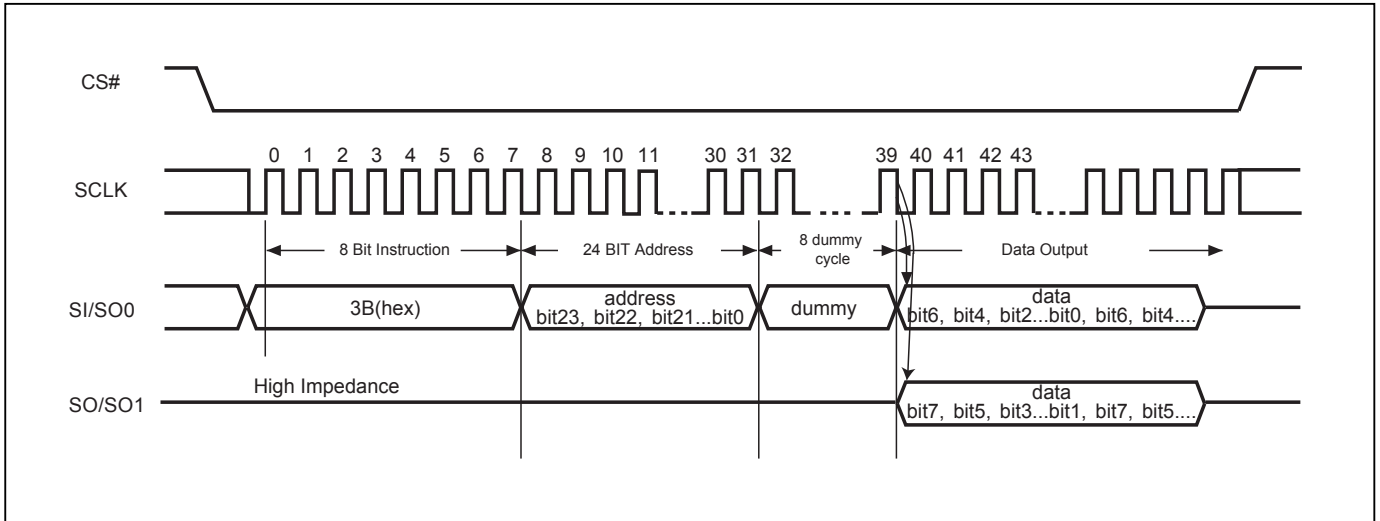 CS#
0 1 2 3 4 5 6 7 8 9 10 11 30 31 32 39 40 41 42 43
SCLK
8 Bit Instruction
24 BIT Address
8 dummy
cycle
Data Output
SI/SO0
3B(hex)
address
bit23, bit22, bit21...bit0
dummy
data
bit6, bit4, bit2...bit0, bit6, bit4....
High Impedance
SO/SO1
data
bit7, bit5, bit3...bit1, bit7, bit5....